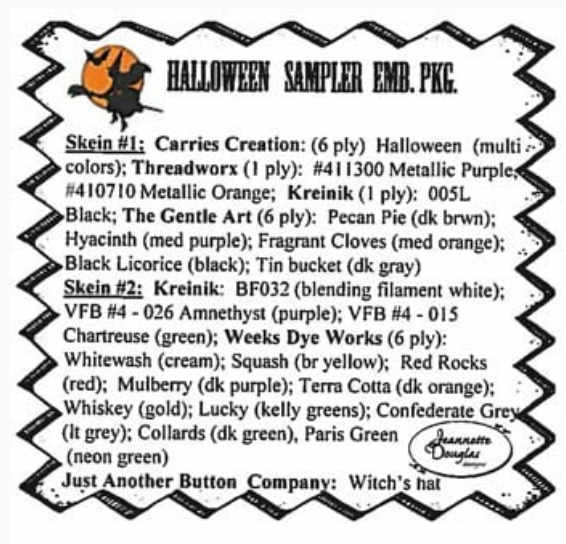 HALLOWEEN SAMPLER EMB. PKG.
Skein #1: Carries Creation: (6 ply) Halloween (multi
colors); Threadworx (1 ply): #411300 Metallic Purple;
#410710 Metallic Orange; Kreinik (1 ply): 005L
Black; The Gentle Art (6 ply): Pecan Pie (dk brwn);
Hyacinth (med purple); Fragrant Cloves (med orange);
Black Licorice (black); Tin bucket (dk gray)
Skein #2: Kreinik: BF032 (blending filament white);
VFB #4 - 026 Amnethyst (purple); VFB #4 - 015
Chartreuse (green); Weeks Dye Works (6 ply):
Whitewash (cream); Squash (br yellow); Red Rocks
(red); Mulberry (dk purple); Terra Cotta (dk orange);
Whiskey (gold); Lucky (kelly greens); Confederate Grey
(lt grey); Collards (dk green), Paris Green
(neon green)
Jeannette
Douglas
designs
Just Another Button Company: Witch's hat